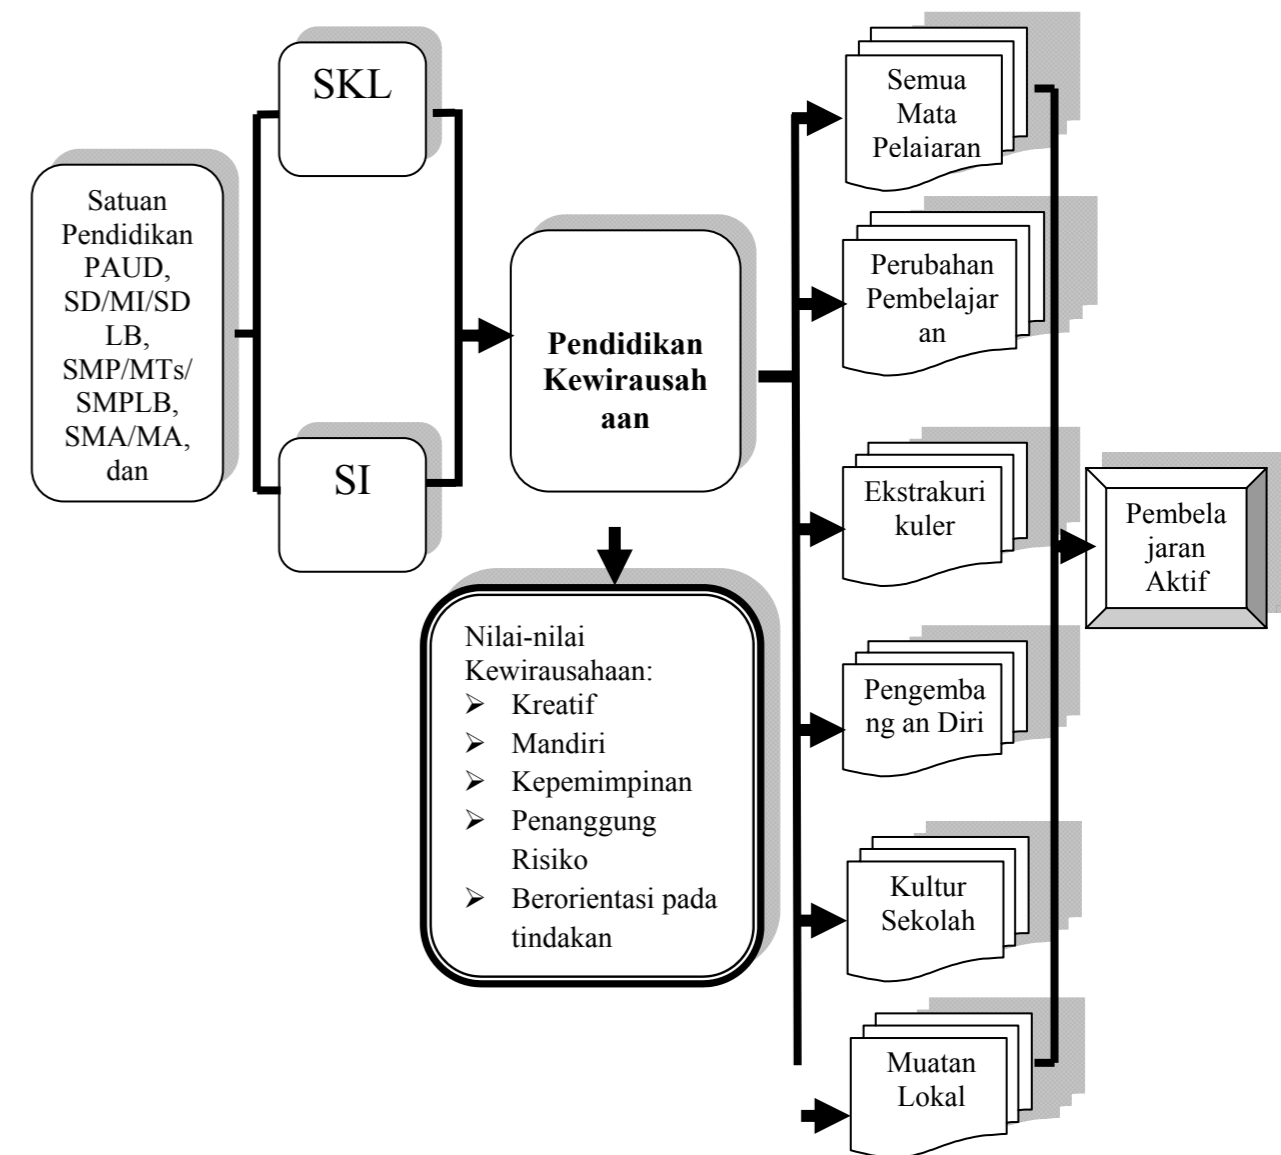 SKL
Satuan
Pendidikan
PAUD,
SD/MI/SD
LB,
SMP/MTs/
SMPLB,
SMA/MA,
dan
SI
Pendidikan
Kewirausah
aan
Nilai-nilai
Kewirausahaan:
➢ Kreatif
➢ Mandiri
➢ Kepemimpinan
➢ Penanggung
Risiko
➢ Berorientasi pada
tindakan
Semua
Mata
Pelaiaran
Perubahan
Pembelajar
an
Ekstrakuri
kuler
Pengemba
ng an Diri
Kultur
Sekolah
Muatan
Lokal
Pembela
jaran
Aktif